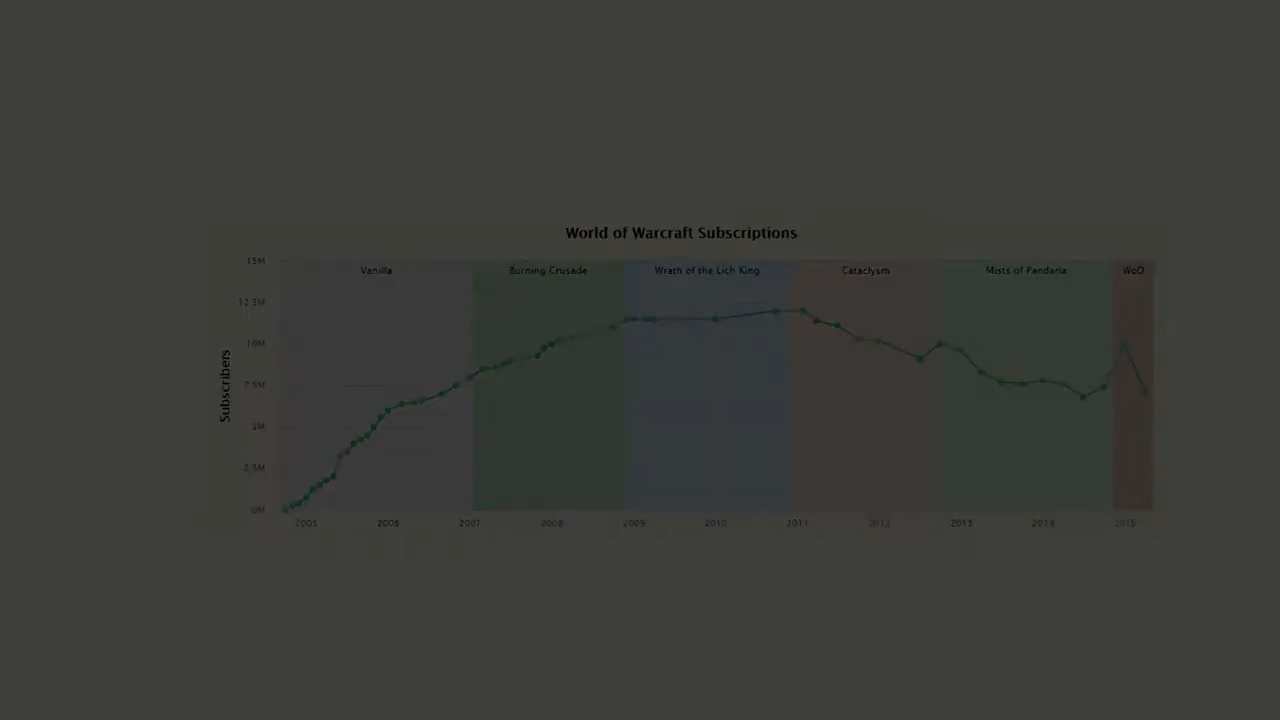 World of Warcraft Subscriptions
15M
Vanilla
Burning Crusade
Wrath of the Lich King
Cataclysm
Mists of Pandaria
WoD
12.5M
10M
7.5M
5M
2.5M
0M
Subscribers
2005
2006
2007
2008
2009
2010
2011
2012
2013
2014
2015